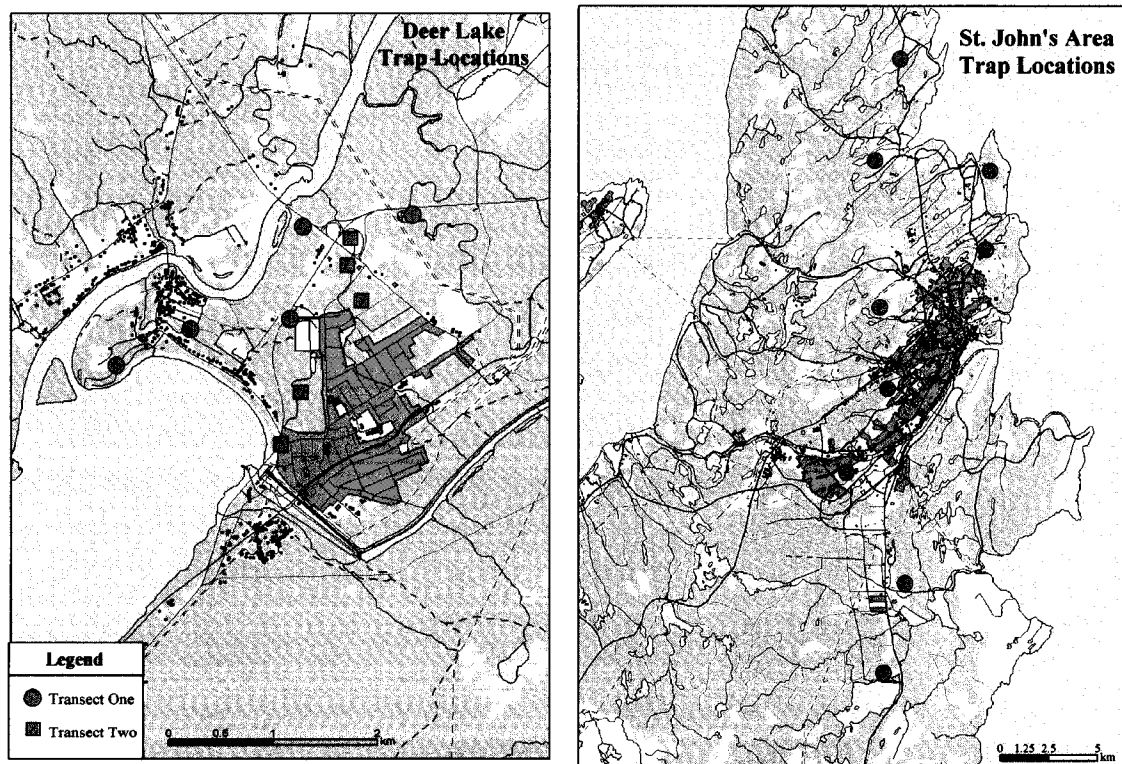 Deer Lake
Trap Locations
Legend
Transect One
Transect Two
0 0.5 1 2
km
St. John's Area
Trap Locations
0 1.25 2.5 5
km